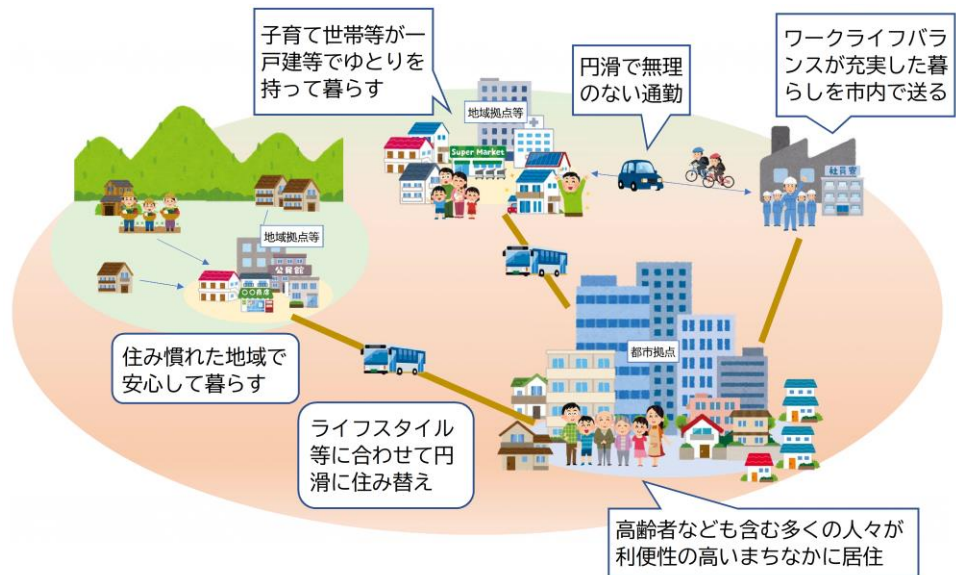 子育て世帯等が一
戸建等でゆとりを
持って暮らす
円滑で無理
のない通勤
ワークライフバラ
ンスが充実した暮
らしを市内で送る
地域拠点等
Super Market
社員寮
地域拠点等
公民館
住み慣れた地域で
安心して暮らす
都市拠点
ライフスタイル
等に合わせて円
滑に住み替え
高齢者なども含む多くの人々が
利便性の高いまちなかに居住